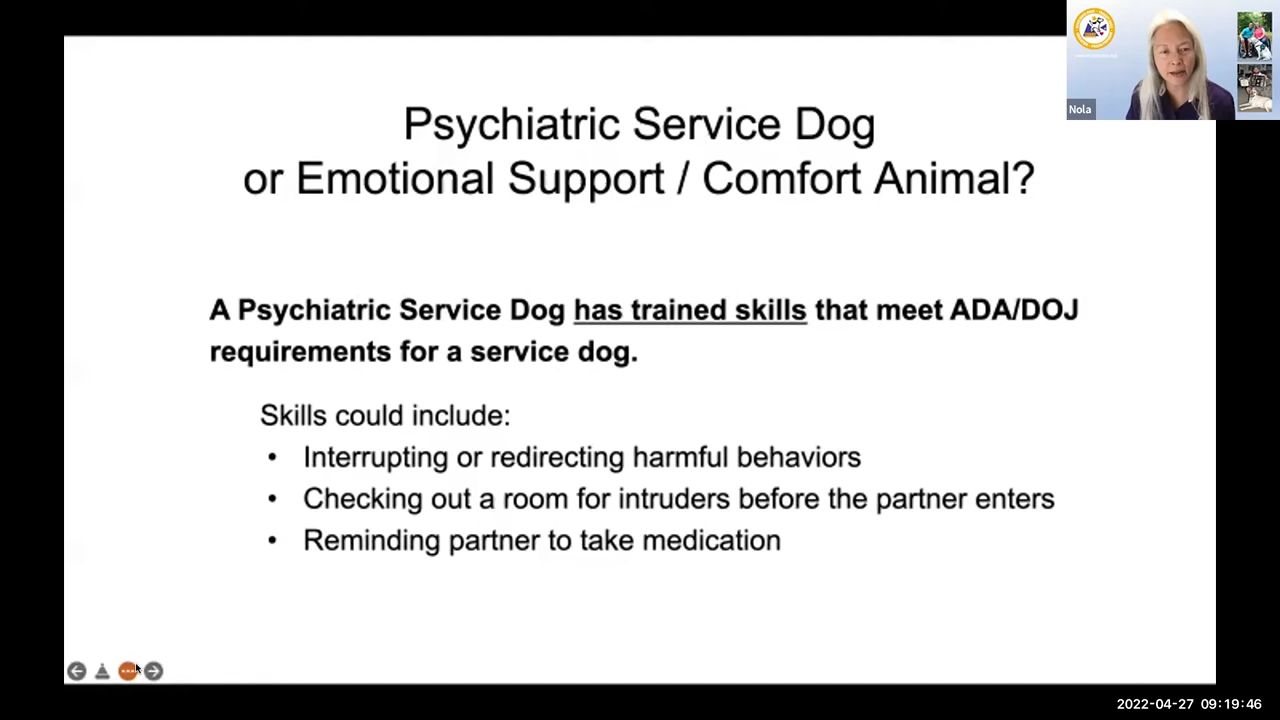 Psychiatric Service Dog
or Emotional Support / Comfort Animal?
A Psychiatric Service Dog has trained skills that meet ADA/DOJ
requirements for a service dog.
Skills could include:
• Interrupting or redirecting harmful behaviors
• Checking out a room for intruders before the partner enters
• Reminding partner to take medication
Nola
2022-04-27 09:19:46